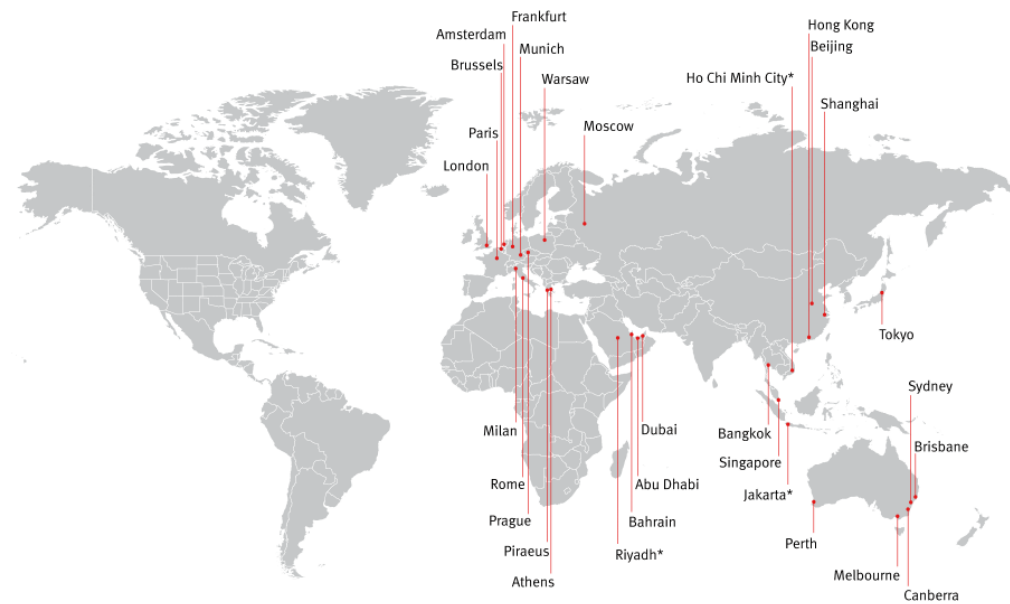 Frankfurt
Hong Kong
Amsterdam
Munich
Beijing
Brussels
Warsaw
Ho Chi Minh City*
Shanghai
Paris
Moscow
London
Tokyo
Sydney
Milan
Dubai
Bangkok
Brisbane
Singapore
Rome
Abu Dhabi
Jakarta*
Prague
Bahrain
Perth
Piraeus
Riyadh*
Melbourne
Athens
Canberra